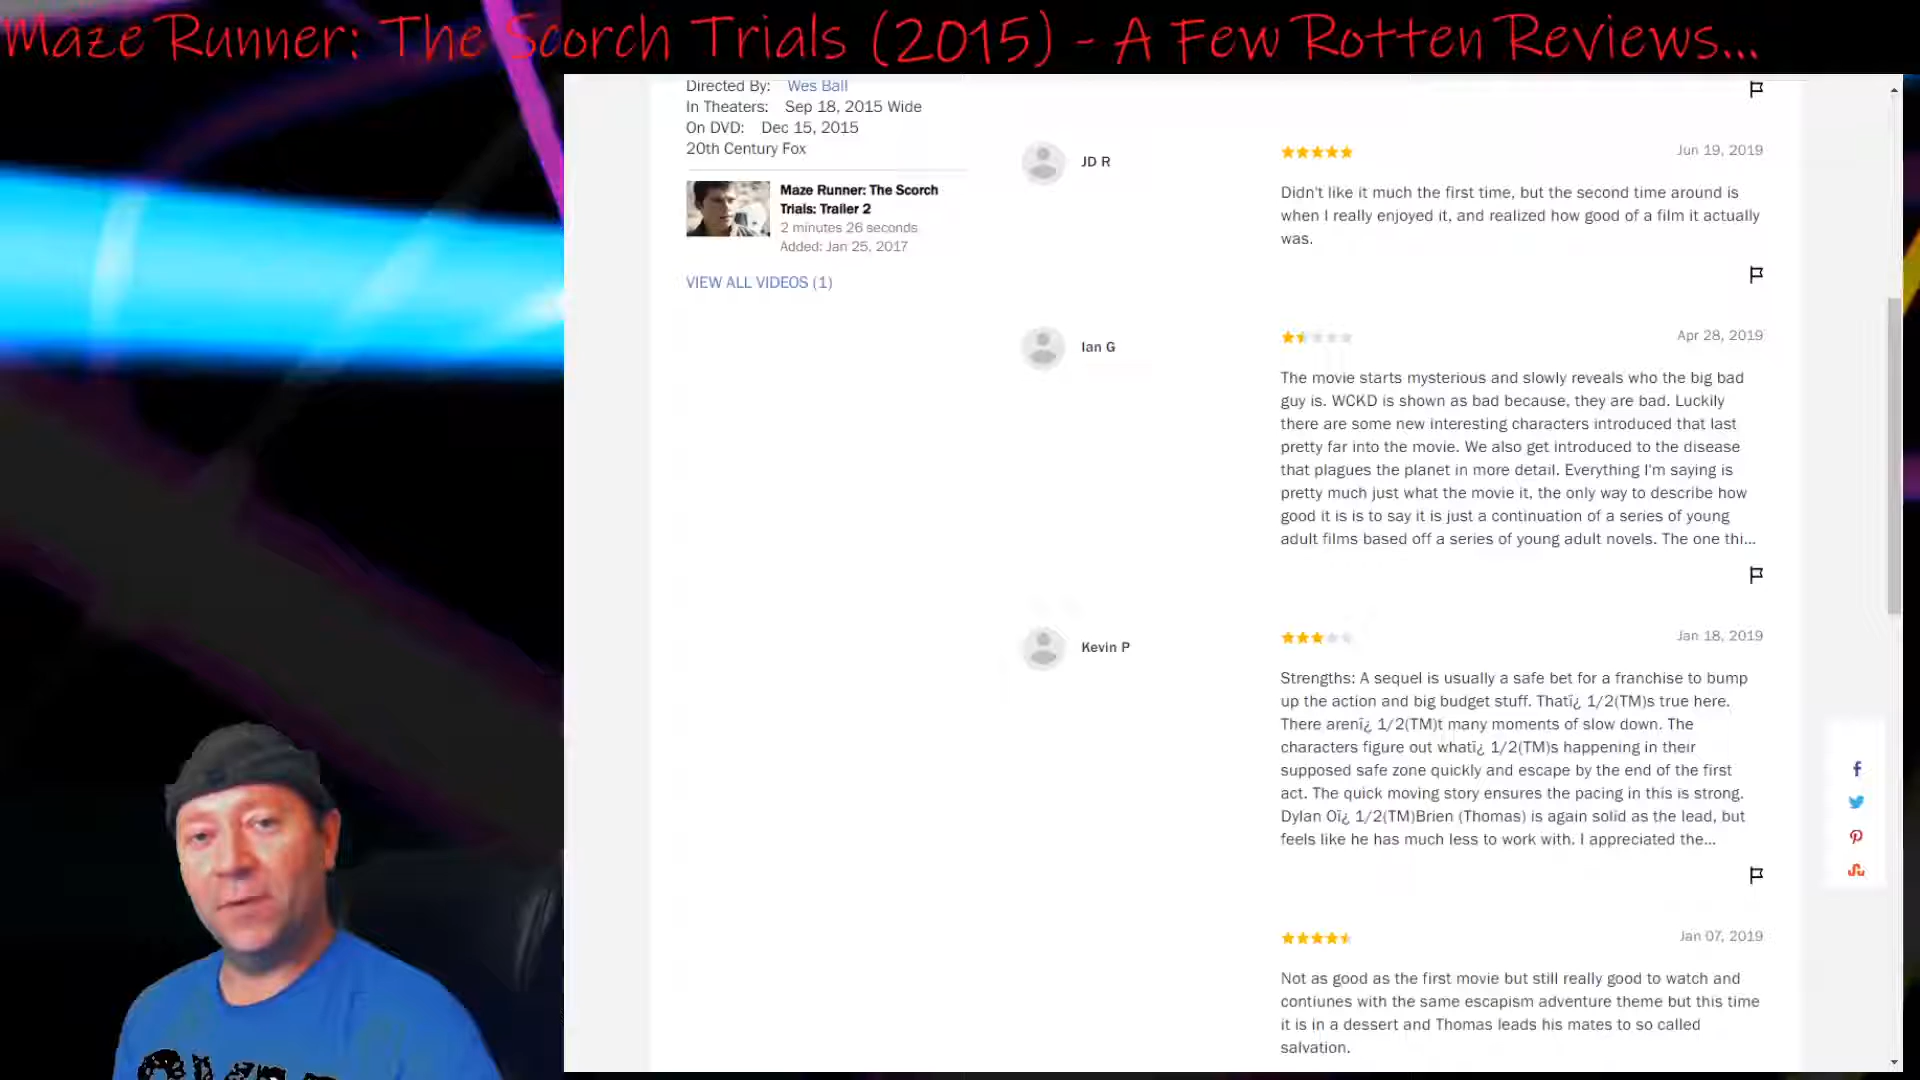 Maze Runner: The Scorch Trials (2015) - A Few Rotten Reviews...
Directed By: Wes Ball
In Theaters: Sep 18, 2015 Wide
On DVD: Dec 15, 2015
20th Century Fox
Maze Runner: The Scorch
Trials: Trailer 2
2 minutes 26 seconds
Added: Jan 25, 2017
VIEW ALL VIDEOS (1)
JD R
Jun 19, 2019
Didn't like it much the first time, but the second time around is
when I really enjoyed it, and realized how good of a film it actually
was.
Ian G
Apr 28, 2019
The movie starts mysterious and slowly reveals who the big bad
guy is. WCKD is shown as bad because, they are bad. Luckily
there are some new interesting characters introduced that last
pretty far into the movie. We also get introduced to the disease
that plagues the planet in more detail. Everything I'm saying is
pretty much just what the movie it, the only way to describe how
good it is is to say it is just a continuation of a series of young
adult films based off a series of young adult novels. The one thi...
Kevin P
Jan 18, 2019
Strengths: A sequel is usually a safe bet for a franchise to bump
up the action and big budget stuff. Thatï¿ 1/2(TM)s true here.
There arenï¿ 1/2(TM)t many moments of slow down. The
characters figure out whatï¿ 1/2(TM)s happening in their
supposed safe zone quickly and escape by the end of the first
act. The quick moving story ensures the pacing in this is strong.
Dylan Oï¿ 1/2(TM)Brien (Thomas) is again solid as the lead, but
feels like he has much less to work with. I appreciated the...
Jan 07, 2019
Not as good as the first movie but still really good to watch and
contiunes with the same escapism adventure theme but this time
it is in a dessert and Thomas leads his mates to so called
salvation.